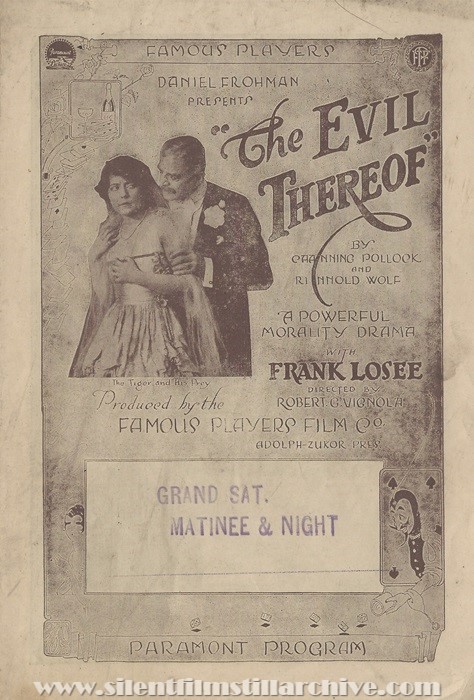 FAMOUS PLAYERS
DANIEL FROHMAN
PRESENTS
"The EVIL
THEREOF"
BY
CHANNING POLLOCK
AND
RENNOLD WOLF
A POWERFUL
MORALITY DRAMA
WITH
FRANK LOSEE
DIRECTED BY
ROBERT G. VIGNOLA
The Tiger and His Prey
Produced by the
FAMOUS PLAYERS FILM CO.
ADOLPH ZUKOR PRES.
GRAND SAT.
MATINEE & NIGHT
PARAMONT PROGRAM
www.silentfilmstillarchive.com